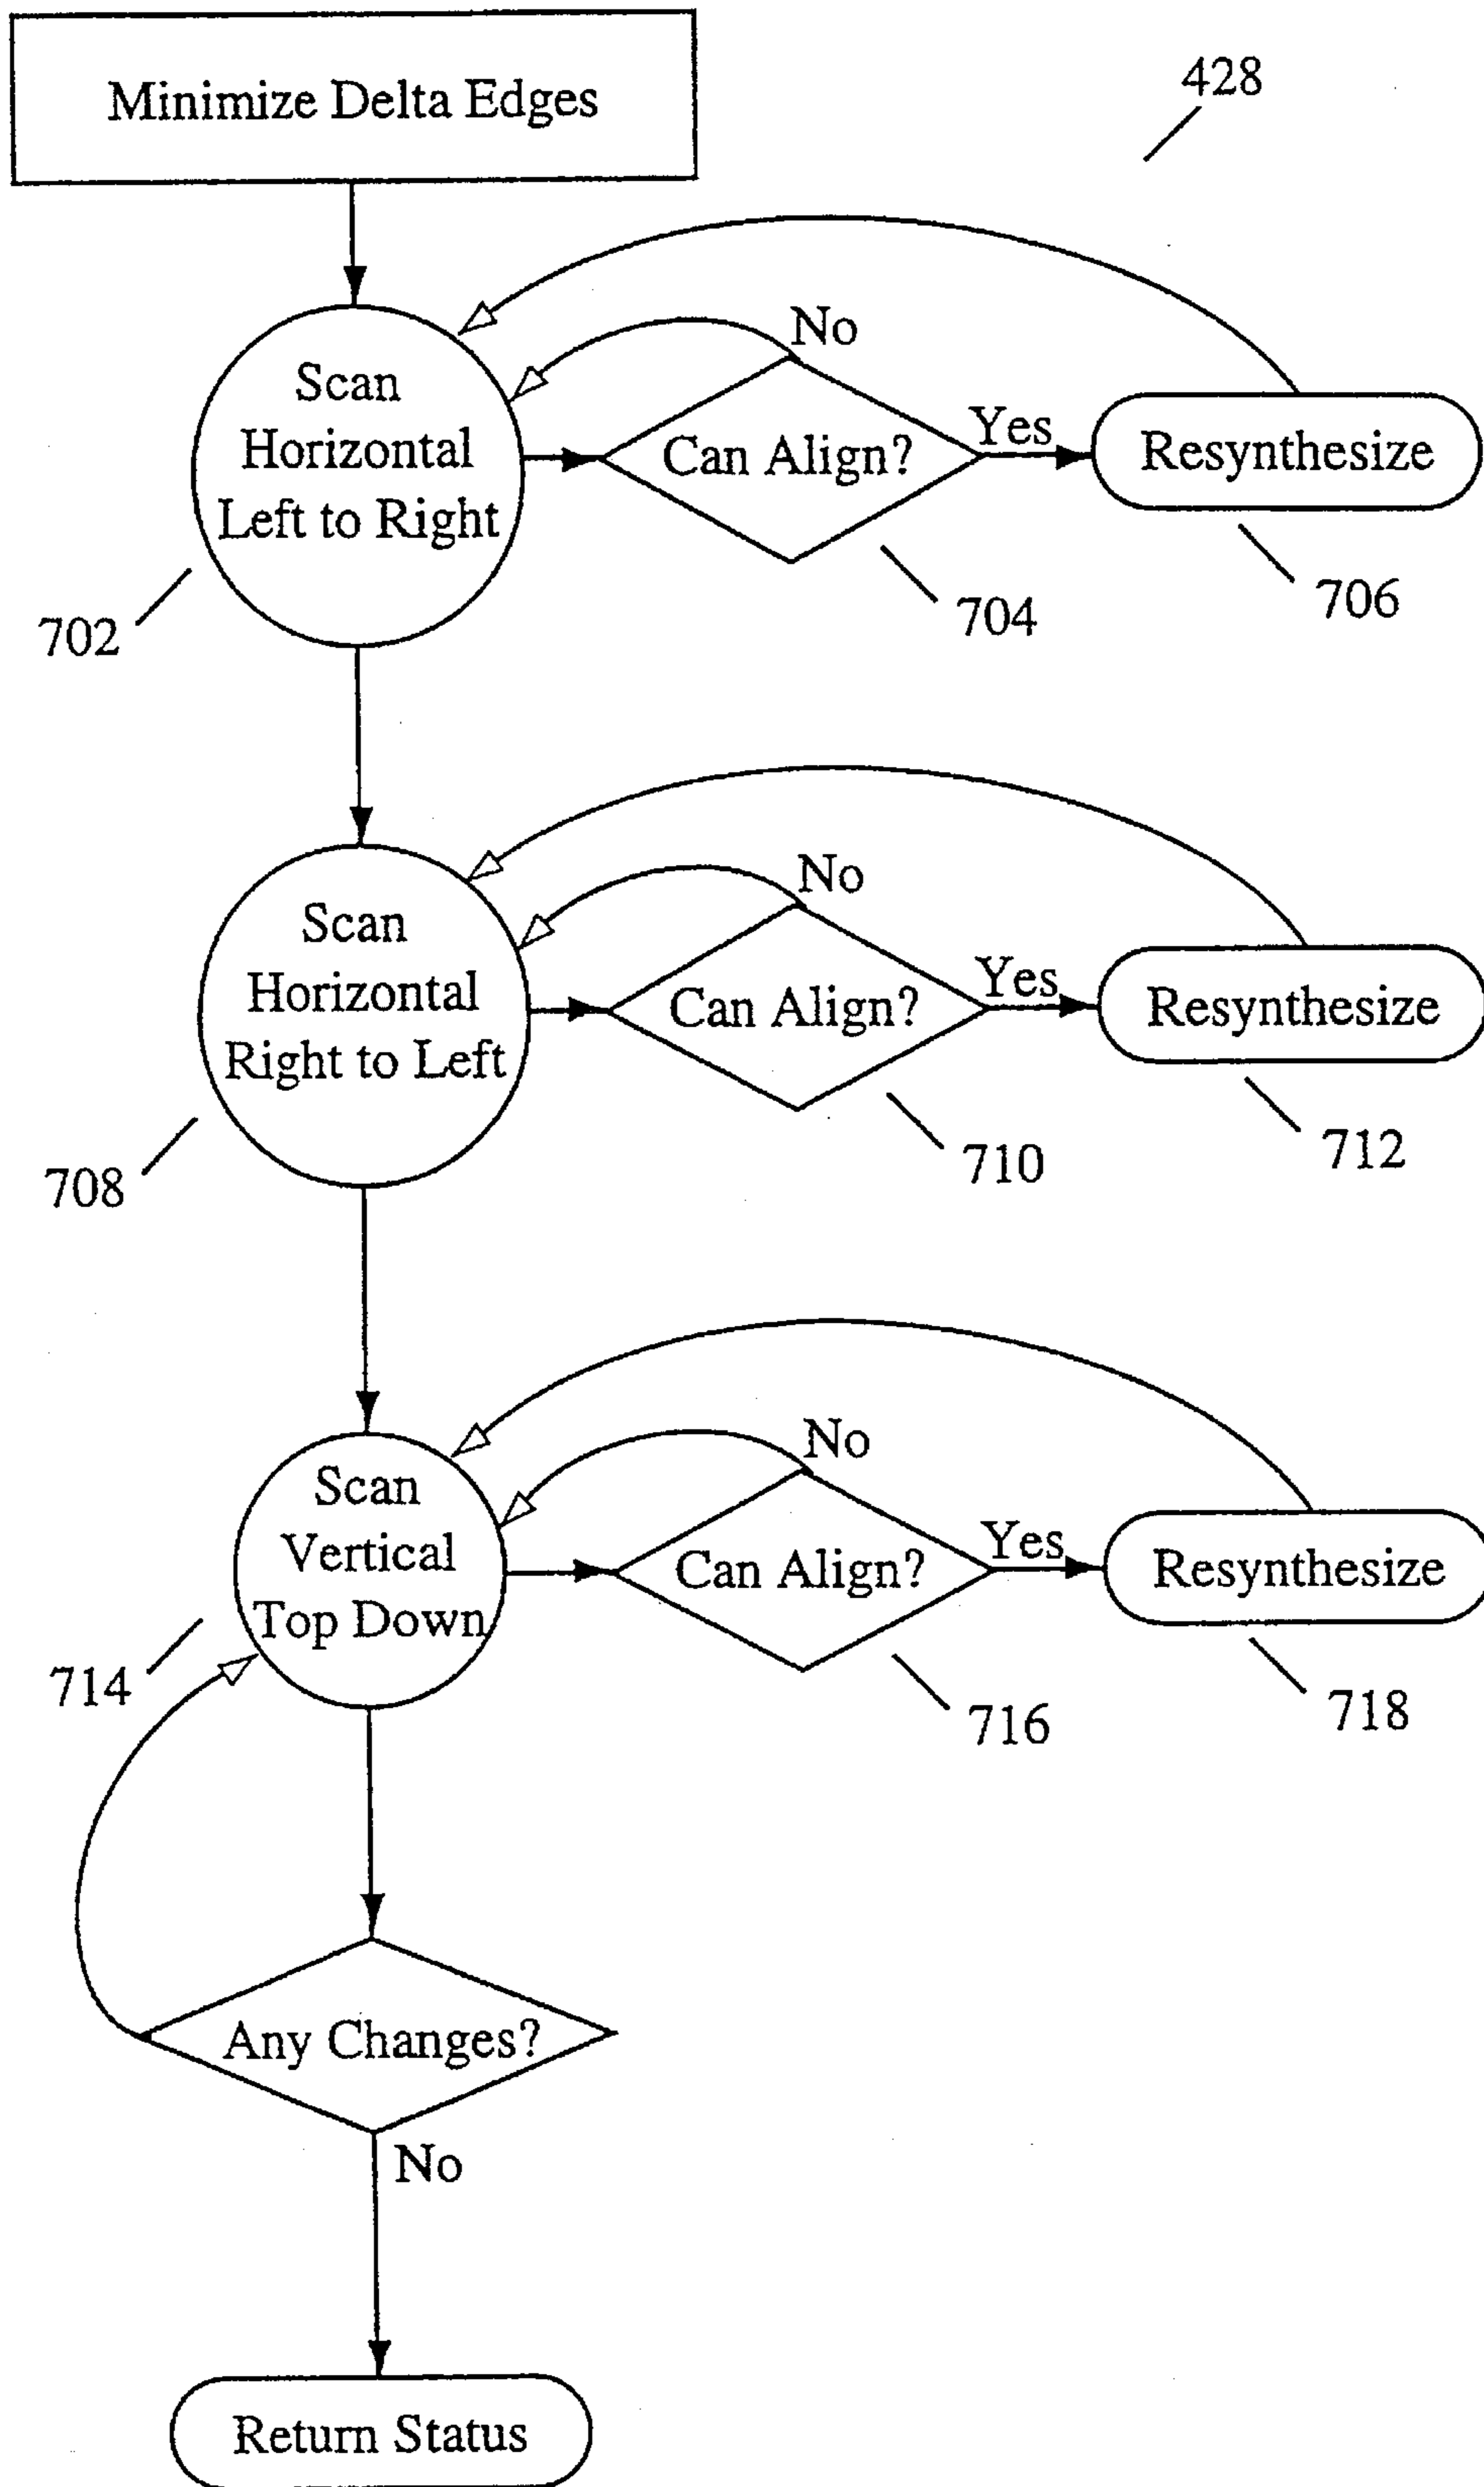 Minimize Delta Edges
428
Scan
Horizontal
Left to Right
No
Can Align?
Yes
Resynthesize
702
704
706
Scan
Horizontal
Right to Left
No
Can Align?
Yes
Resynthesize
708
710
712
Scan
Vertical
Top Down
No
Can Align?
Yes
Resynthesize
714
716
718
Any Changes?
No
Return Status